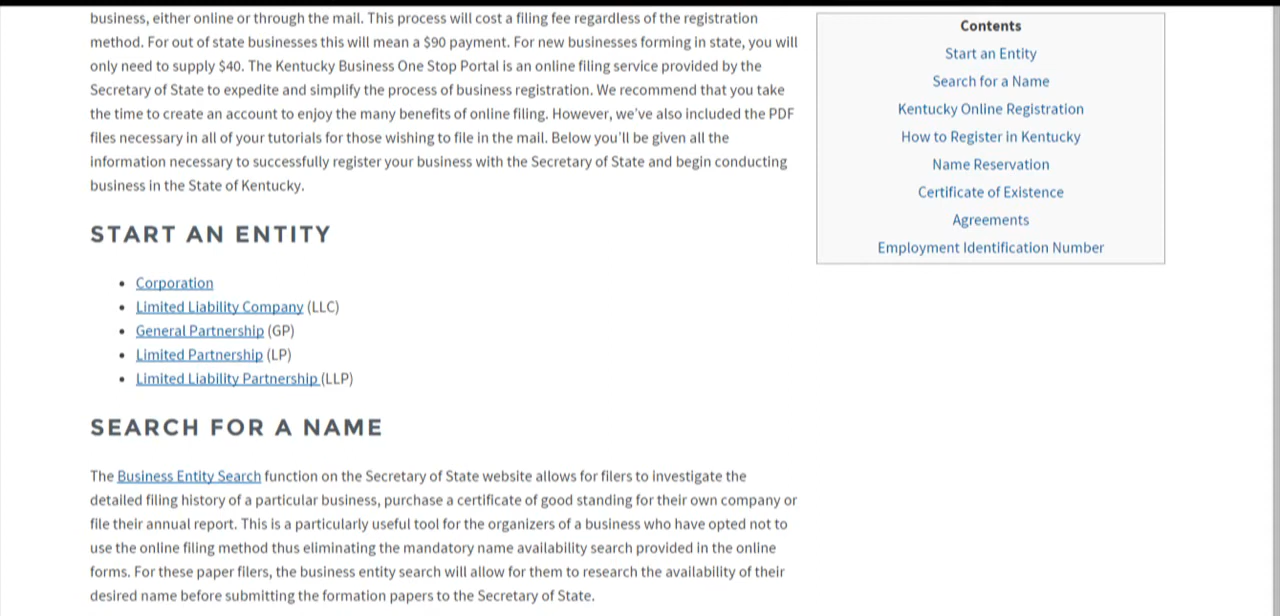 business, either online or through the mail. This process will cost a filing fee regardless of the registration
method. For out of state businesses this will mean a $90 payment. For new businesses forming in state, you will
only need to supply $40. The Kentucky Business One Stop Portal is an online filing service provided by the
Secretary of State to expedite and simplify the process of business registration. We recommend that you take
the time to create an account to enjoy the many benefits of online filing. However, we've also included the PDF
files necessary in all of your tutorials for those wishing to file in the mail. Below you'll be given all the
information necessary to successfully register your business with the Secretary of State and begin conducting
business in the State of Kentucky.
START AN ENTITY
• Corporation
• Limited Liability Company (LLC)
• General Partnership (GP)
• Limited Partnership (LP)
• Limited Liability Partnership (LLP)
SEARCH FOR A NAME
The Business Entity Search function on the Secretary of State website allows for filers to investigate the
detailed filing history of a particular business, purchase a certificate of good standing for their own company or
file their annual report. This is a particularly useful tool for the organizers of a business who have opted not to
use the online filing method thus eliminating the mandatory name availability search provided in the online
forms. For these paper filers, the business entity search will allow for them to research the availability of their
desired name before submitting the formation papers to the Secretary of State.
Contents
Start an Entity
Search for a Name
Kentucky Online Registration
How to Register in Kentucky
Name Reservation
Certificate of Existence
Agreements
Employment Identification Number